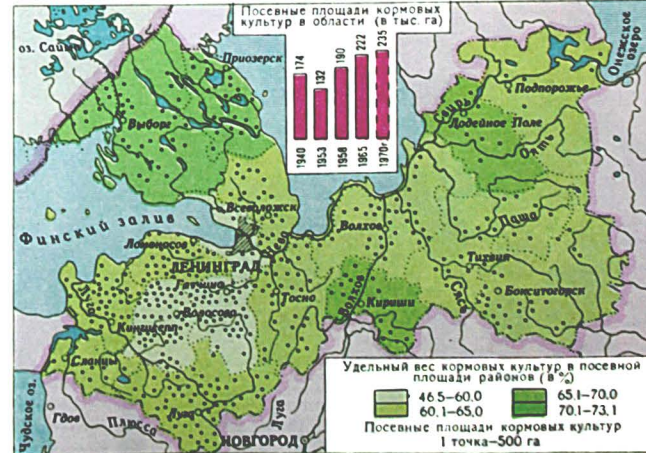 Посевные площади кормовых
культур в области (в тыс. га)
174
132
190
222
235
1940
1953
1958
1965
1970г
оз. Сайма
Приозерск
Выборг
Онежское
озеро
Подпорожье
Свирь
Лодейное Поле
Оять
Паша
Финский залив
Всеволожск
Ломоносов
ЛЕНИНГРАД
Нева
Волхов
Тихвин
Гатчина
Тосно
Волхов
Кириши
Сясь
Бокситогорск
Луга
Волосово
Кингисепп
Сланцы
Гдов
Чудское оз.
Плюсса
Луга
Луга
НОВГОРОД
Удельный вес кормовых культур в посевной
площади районов (в %)
46.5–60.0 65.1–70.0
60.1–65.0 70.1–73.1
Посевные площади кормовых культур
1 точка–500 га